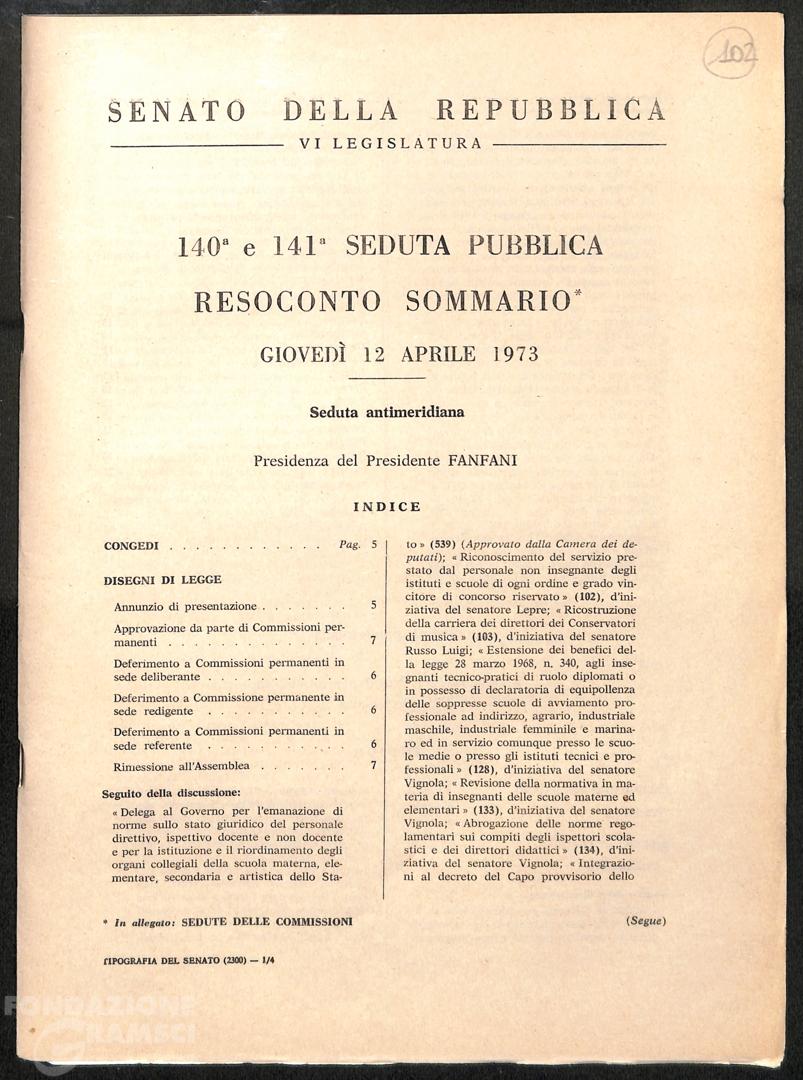 102
SENATO DELLA REPUBBLICA
VI LEGISLATURA
140ª e 141ª SEDUTA PUBBLICA
RESOCONTO SOMMARIO*
GIOVEDÌ 12 APRILE 1973
Seduta antimeridiana
Presidenza del Presidente FANFANI
INDICE
CONGEDI . . . . . . . . . . . . Pag. 5
DISEGNI DI LEGGE
Annunzio di presentazione . . . . . . . 5
Approvazione da parte di Commissioni per-
manenti . . . . . . . . . . . . . . 7
Deferimento a Commissioni permanenti in
sede deliberante . . . . . . . . . . . 6
Deferimento a Commissione permanente in
sede redigente . . . . . . . . . . . 6
Deferimento a Commissioni permanenti in
sede referente . . . . . . . . . . . 6
Rimessione all'Assemblea . . . . . . . 7
Seguito della discussione:
« Delega al Governo per l'emanazione di
norme sullo stato giuridico del personale
direttivo, ispettivo docente e non docente
e per la istituzione e il riordinamento degli
organi collegiali della scuola materna, ele-
mentare, secondaria e artistica dello Sta-
to » (539) (Approvato dalla Camera dei de-
putati); « Riconoscimento del servizio pre-
stato dal personale non insegnante degli
istituti e scuole di ogni ordine e grado vin-
citore di concorso riservato » (102), d'ini-
ziativa del senatore Lepre; « Ricostruzione
della carriera dei direttori dei Conservatori
di musica » (103), d'iniziativa del senatore
Russo Luigi; « Estensione dei benefici del-
la legge 28 marzo 1968, n. 340, agli inse-
gnanti tecnico-pratici di ruolo diplomati o
in possesso di declaratoria di equipollenza
delle soppresse scuole di avviamento pro-
fessionale ad indirizzo, agrario, industriale
maschile, industriale femminile e marina-
ro ed in servizio comunque presso le scuo-
le medie o presso gli istituti tecnici e pro-
fessionali » (128), d'iniziativa del senatore
Vignola; « Revisione della normativa in ma-
teria di insegnanti delle scuole materne ed
elementari » (133), d'iniziativa del senatore
Vignola; « Abrogazione delle norme rego-
lamentari sui compiti degli ispettori scola-
stici e dei direttori didattici » (134), d'ini-
ziativa del senatore Vignola; « Integrazio-
ni al decreto del Capo provvisorio dello
* In allegato: SEDUTE DELLE COMMISSIONI
(Segue)
TIPOGRAFIA DEL SENATO (2300) — 1/4
FONDAZIONE
GRAMSCI